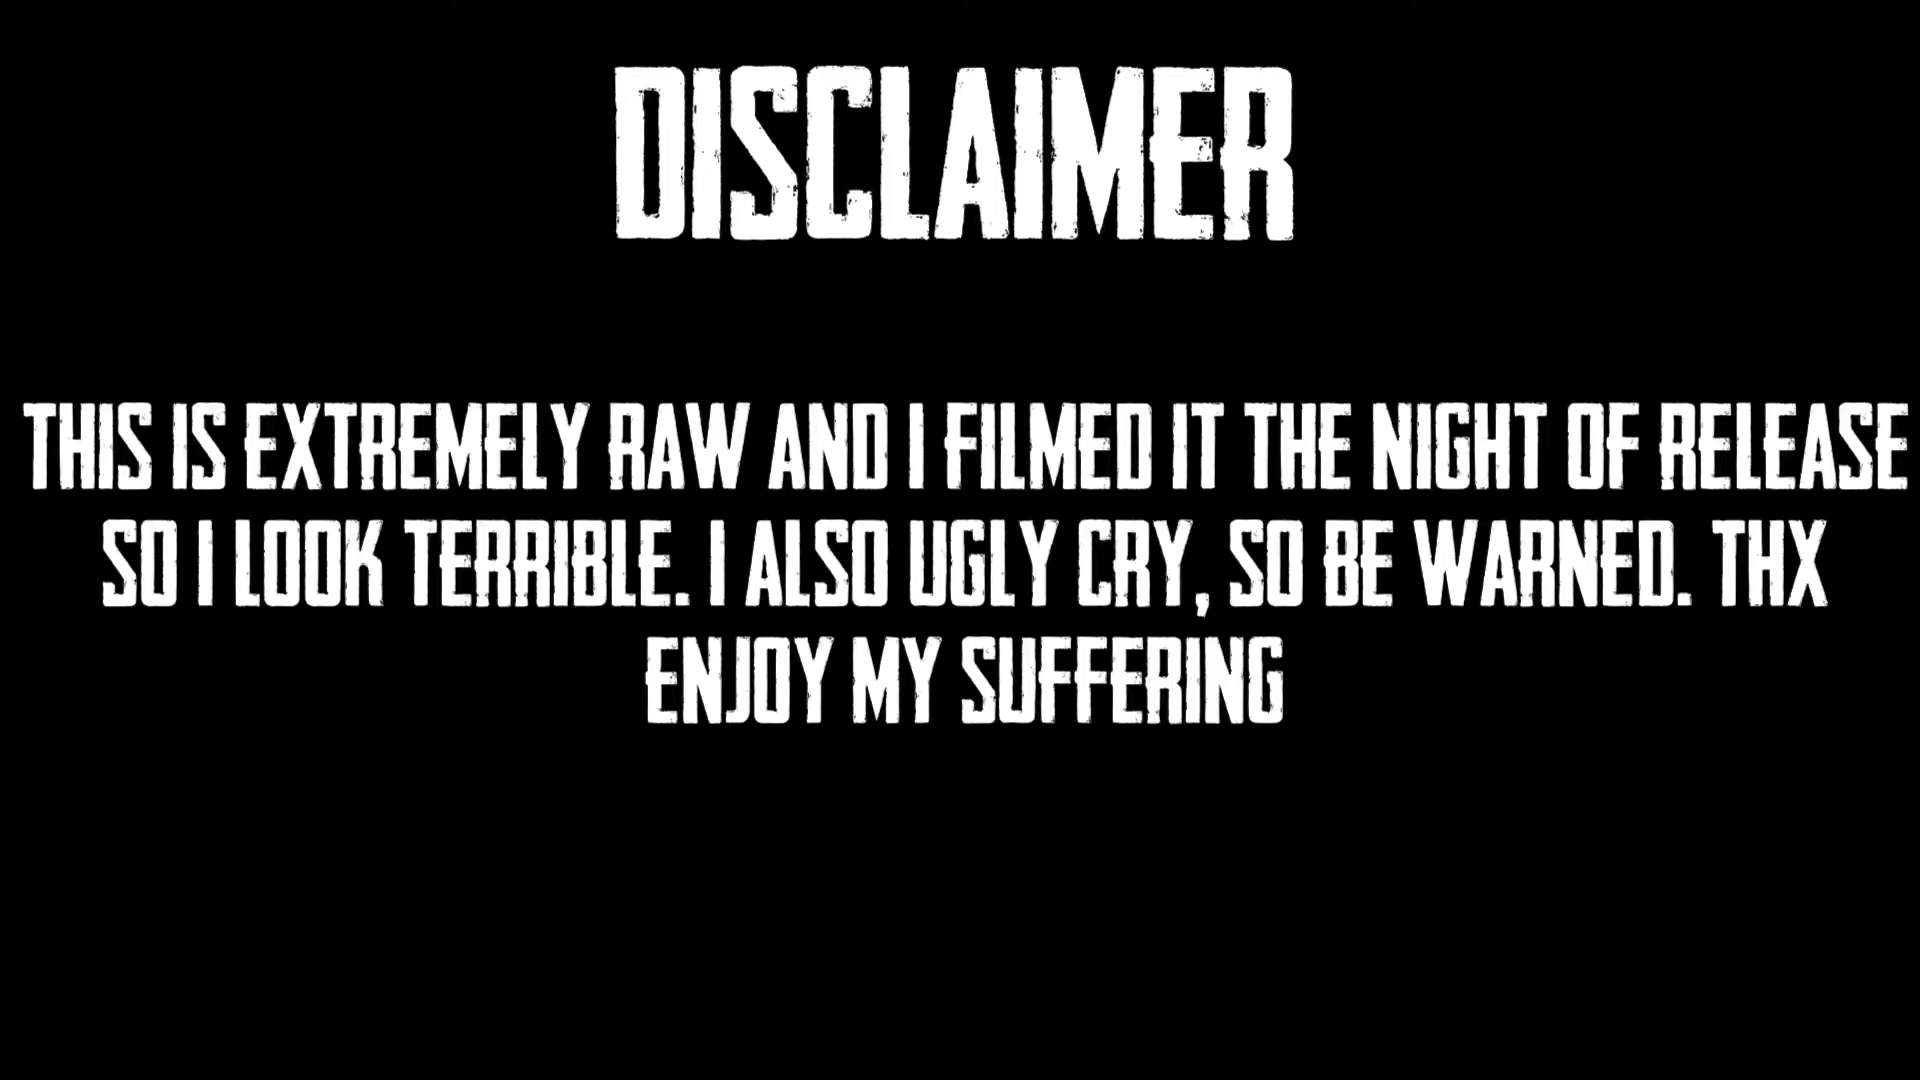 DISCLAIMER
THIS IS EXTREMELY RAW AND I FILMED IT THE NIGHT OF RELEASE
SO I LOOK TERRIBLE. I ALSO UGLY CRY, SO BE WARNED. THX
ENJOY MY SUFFERING